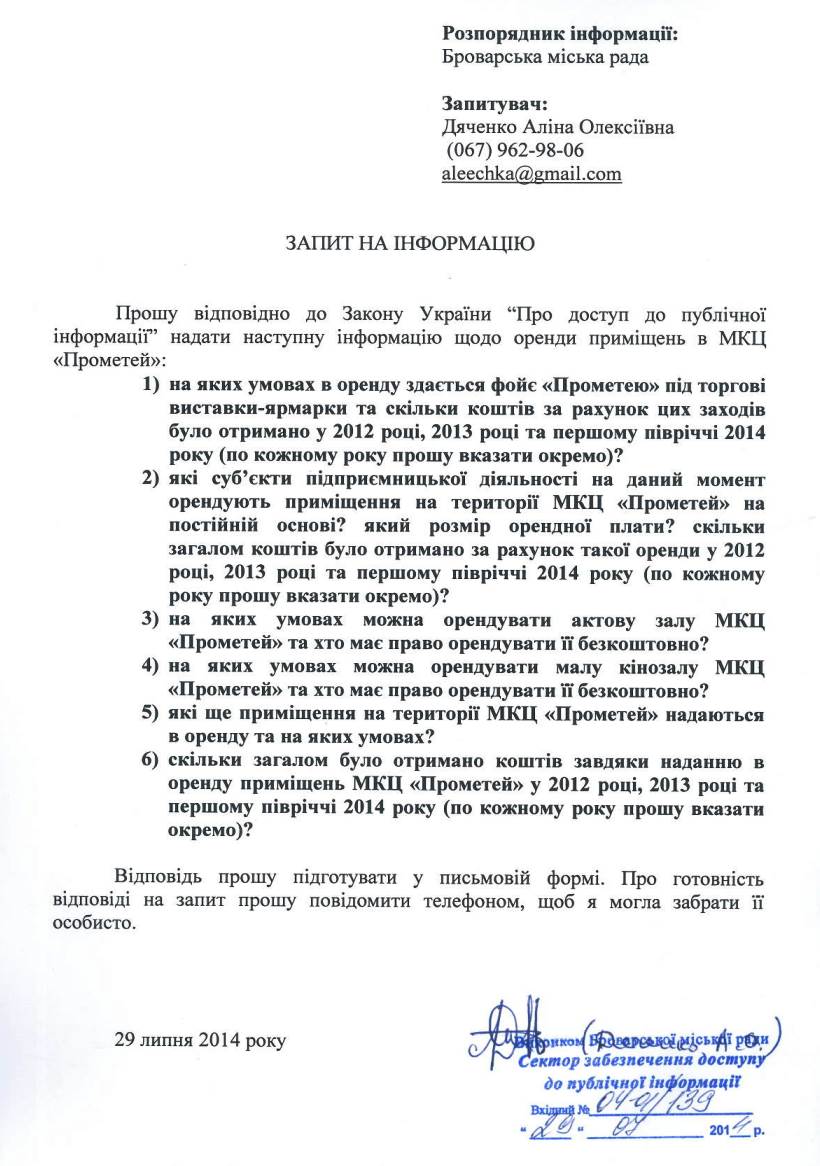 Розпорядник інформації:
Броварська міська рада
Запитувач:
Дяченко Аліна Олексіївна
(067) 962-98-06
aleechka@gmail.com
ЗАПИТ НА ІНФОРМАЦІЮ
Прошу відповідно до Закону України “Про доступ до публічної
інформації” надати наступну інформацію щодо оренди приміщень в МКЦ
«Прометей»:
1) на яких умовах в оренду здається фойє «Прометею» під торгові
виставки-ярмарки та скільки коштів за рахунок цих заходів
було отримано у 2012 році, 2013 році та першому півріччі 2014
року (по кожному року прошу вказати окремо)?
2) які суб’єкти підприємницької діяльності на даний момент
орендують приміщення на території МКЦ «Прометей» на
постійній основі? який розмір орендної плати? скільки
загалом коштів було отримано за рахунок такої оренди у 2012
році, 2013 році та першому півріччі 2014 року (по кожному
року прошу вказати окремо)?
3) на яких умовах можна орендувати актову залу МКЦ
«Прометей» та хто має право орендувати її безкоштовно?
4) на яких умовах можна орендувати малу кінозалу МКЦ
«Прометей» та хто має право орендувати її безкоштовно?
5) які ще приміщення на території МКЦ «Прометей» надаються
в оренду та на яких умовах?
6) скільки загалом було отримано коштів завдяки наданню в
оренду приміщень МКЦ «Прометей» у 2012 році, 2013 році та
першому півріччі 2014 року (по кожному року прошу вказати
окремо)?
Відповідь прошу підготувати у письмовій формі. Про готовність
відповіді на запит прошу повідомити телефоном, щоб я могла забрати її
особисто.
29 липня 2014 року
(Дяченко А. О.)
Виконком Броварської міської ради
Сектор забезпечення доступу
до публічної інформації
Вхідний № 04-01/139
“ 29 “ 07 2014 р.